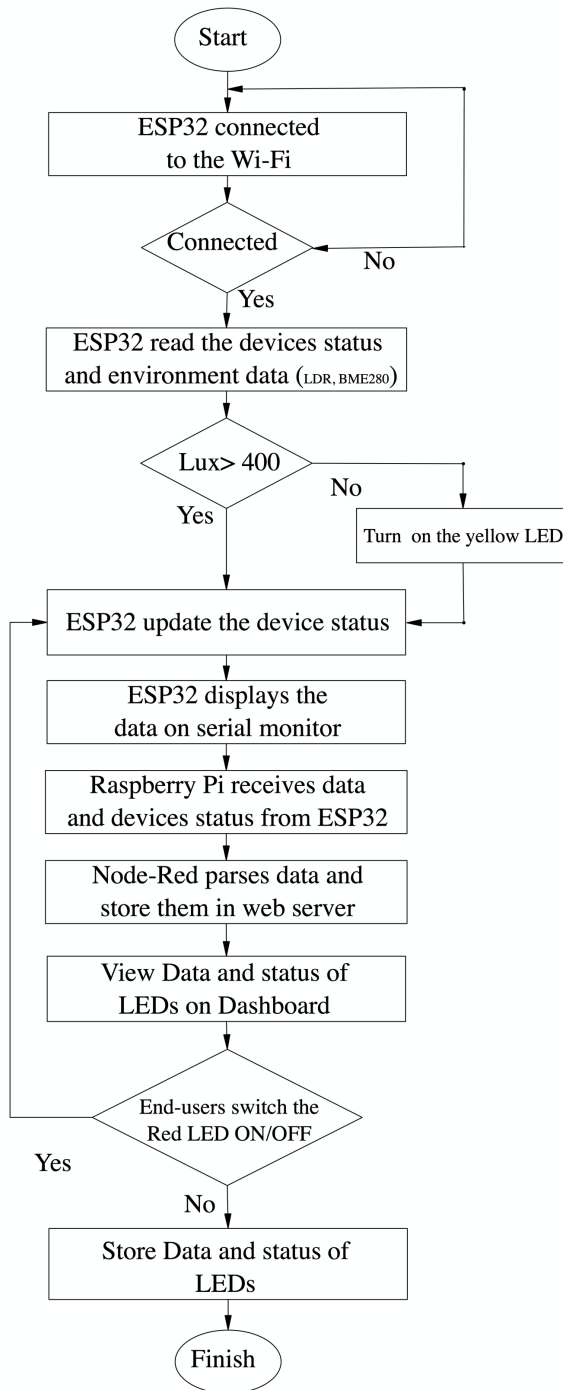 Start
ESP32 connected
to the Wi-Fi
Connected
No
Yes
ESP32 read the devices status
and environment data (LDR, BME280)
Lux> 400
No
Yes
Turn on the yellow LED
ESP32 update the device status
ESP32 displays the
data on serial monitor
Raspberry Pi receives data
and devices status from ESP32
Node-Red parses data and
store them in web server
View Data and status of
LEDs on Dashboard
End-users switch the
Red LED ON/OFF
Yes
No
Store Data and status of
LEDs
Finish